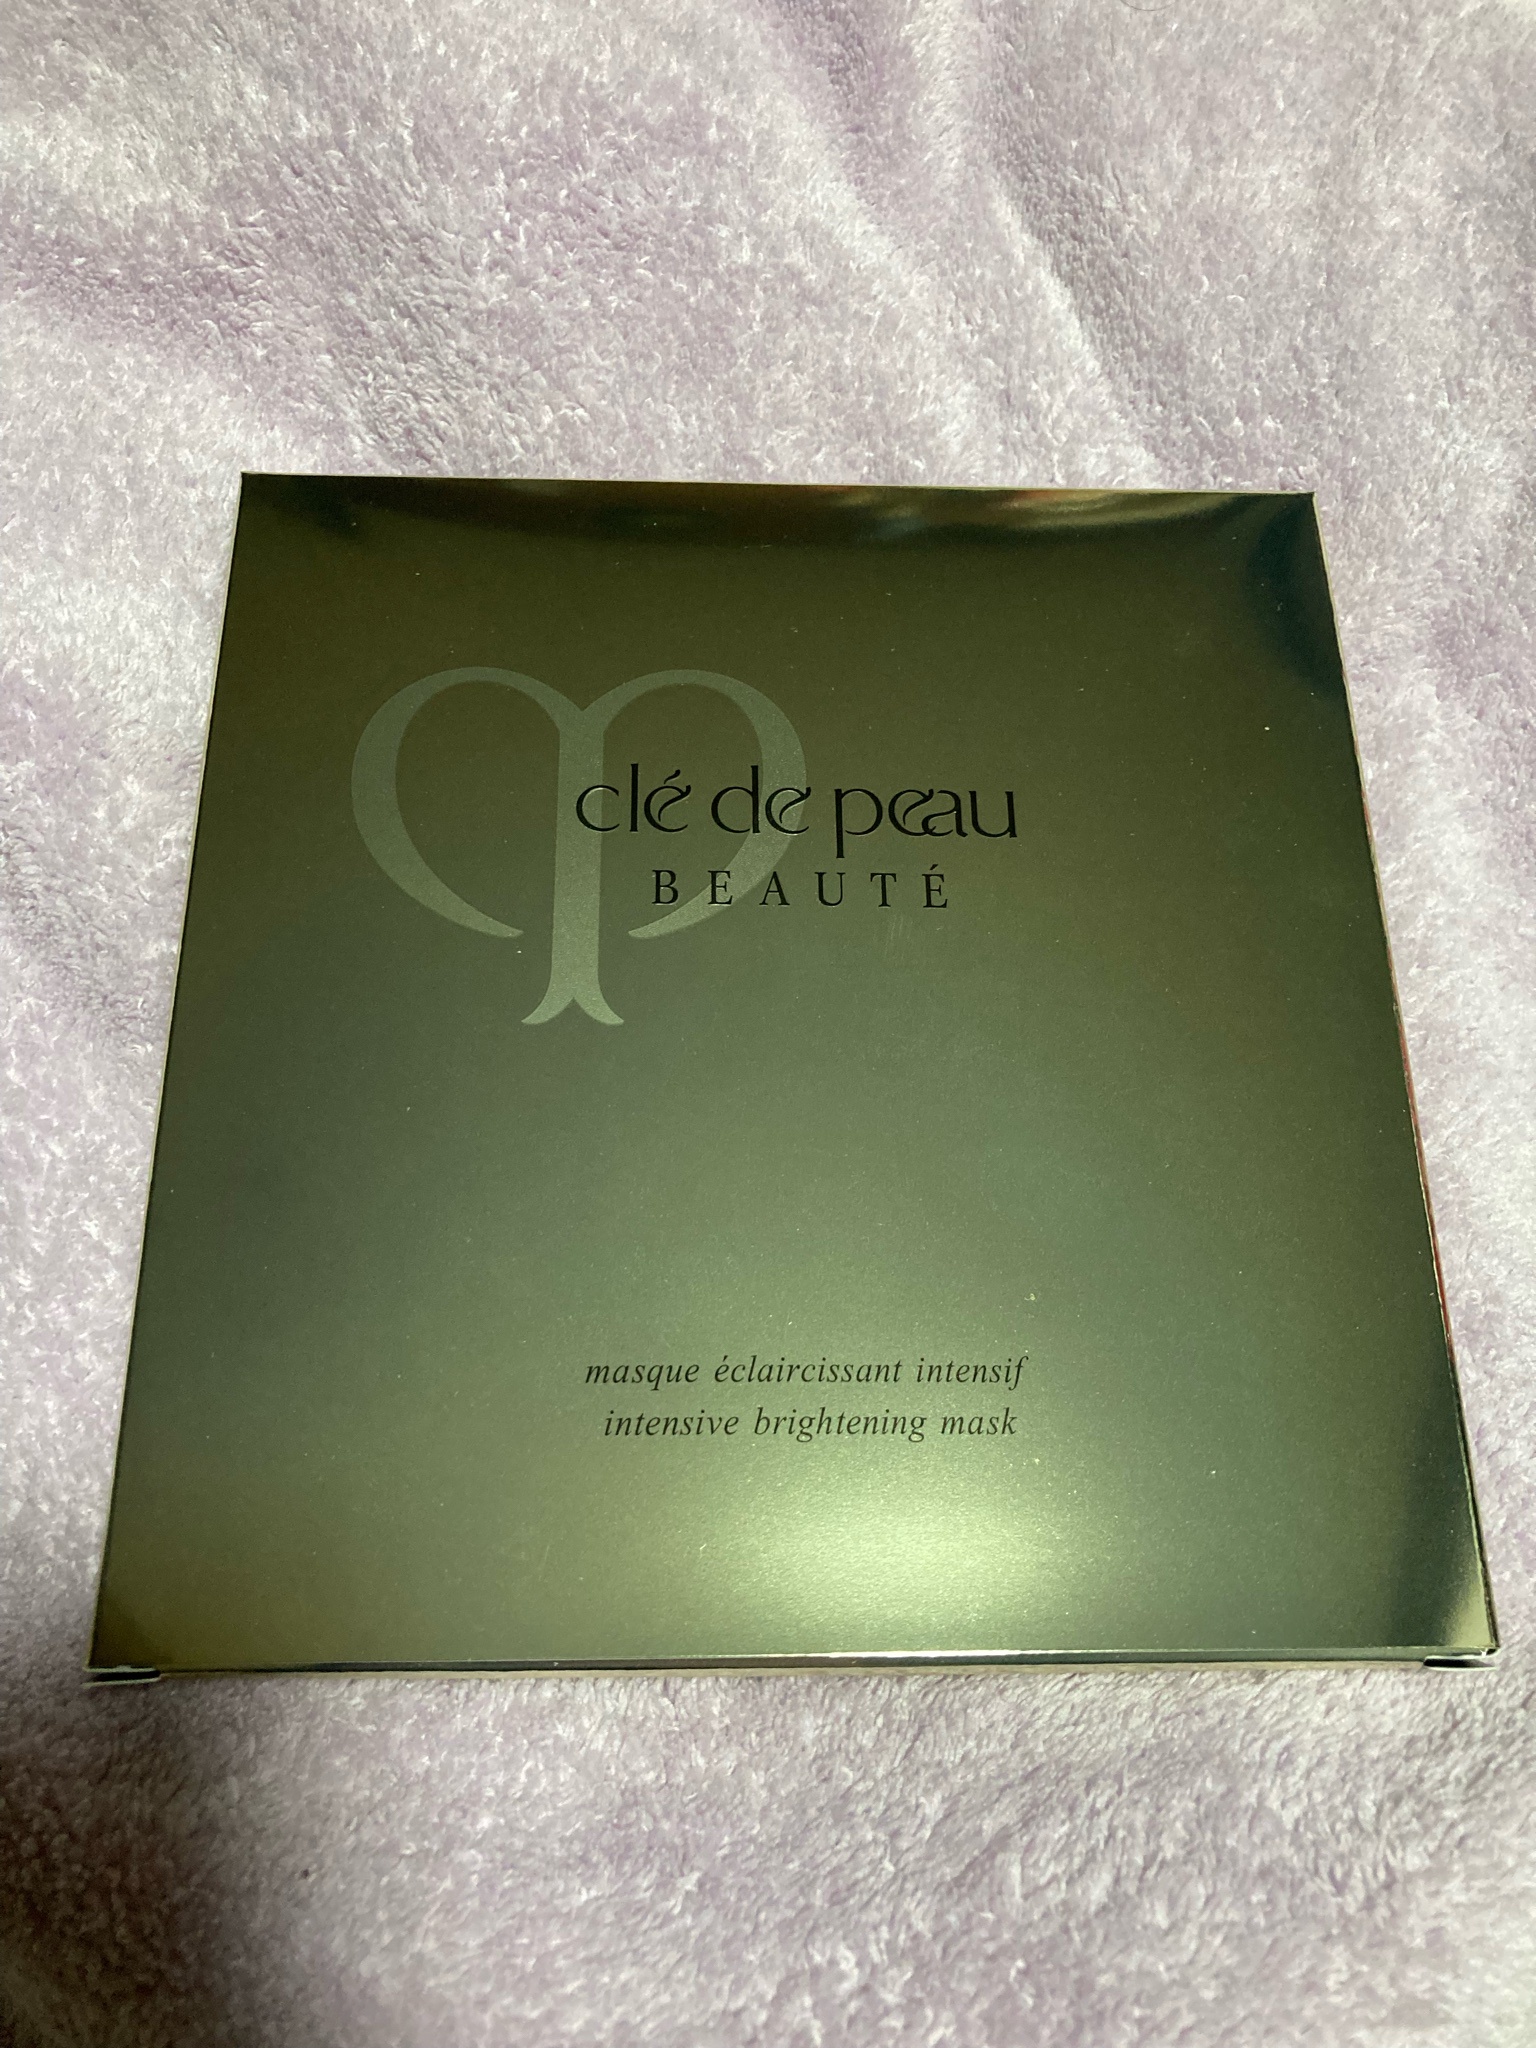 clé de peau
BEAUTÉ
masque éclaircissant intensif
intensive brightening mask